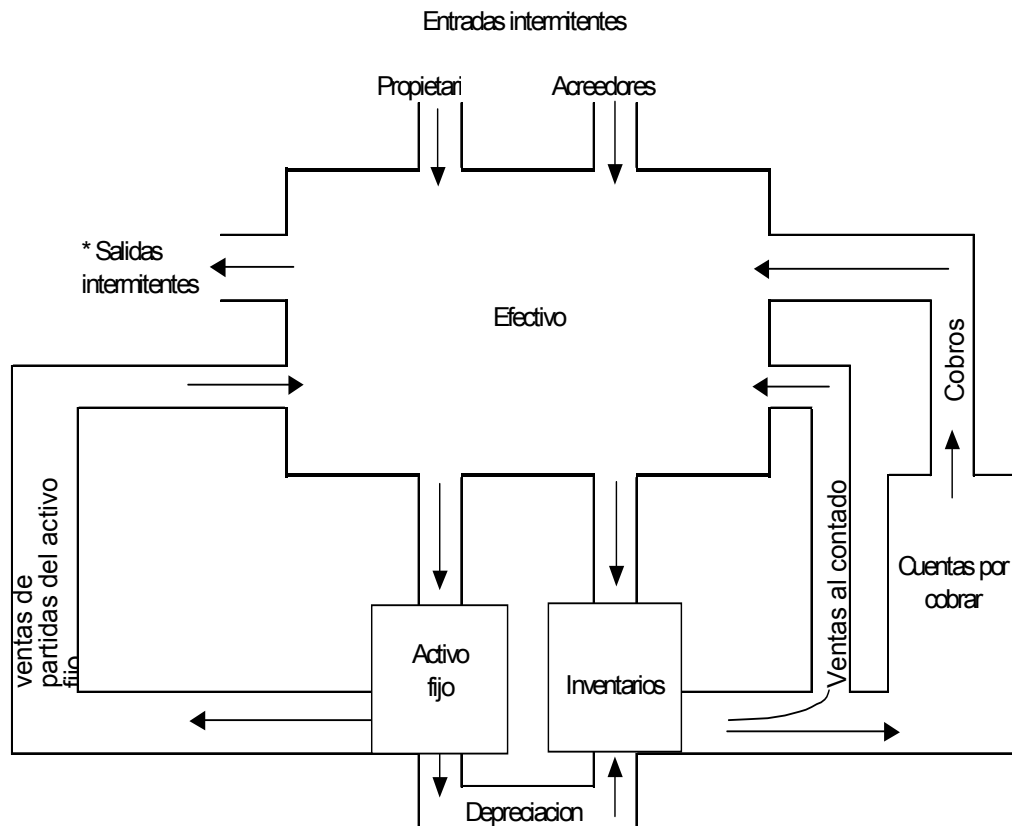 Entradas intermitentes
Propietari
Acreedores
* Salidas
intermitentes
Efectivo
Cobros
ventas de
partidas del activo
fijo
Ventas al contado
Cuentas por
cobrar
Activo
fijo
Inventarios
Depreciacion